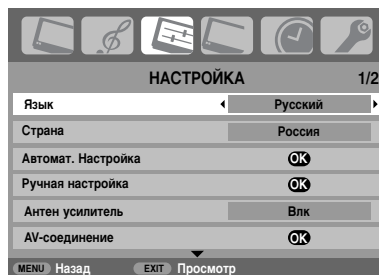 НАСТРОЙКА 1/2
Язык Русский
Страна Россия
Автомат. Настройка OK
Ручная настройка OK
Антен усилитель Влк
AV-соединение OK
MENU Назад EXIT Просмотр